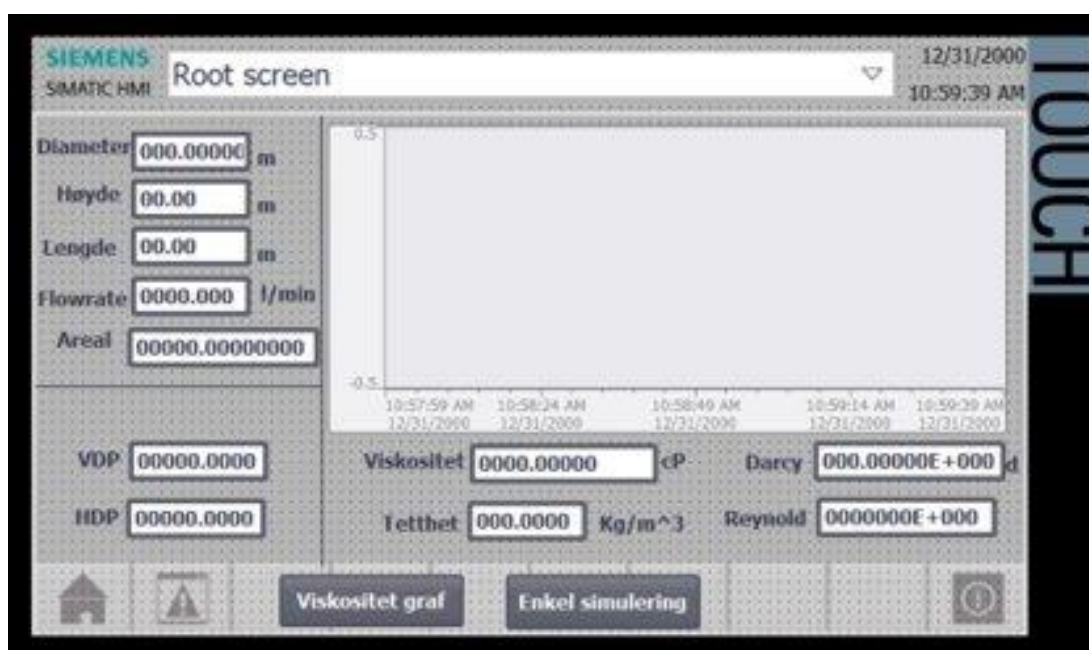 SIEMENS
SIMATIC HMI
Root screen
12/31/2000
10:59:39 AM
TOUCH
Diameter 000.00000 m
Høyde 00.00 m
Lengde 00.00 m
Flowrate 0000.000 l/min
Areal 00000.00000000
0.5
-0.5
10:57:59 AM 10:58:24 AM 10:58:49 AM 10:59:14 AM 10:59:39 AM
12/31/2000 12/31/2000 12/31/2000 12/31/2000 12/31/2000
VDP 00000.0000
Viskositet 0000.00000 cP
Darcy 000.00000E+000 d
HDP 00000.0000
Tetthet 000.0000 Kg/m^3
Reynold 0000000E+000
Viskositet graf
Enkel simulering